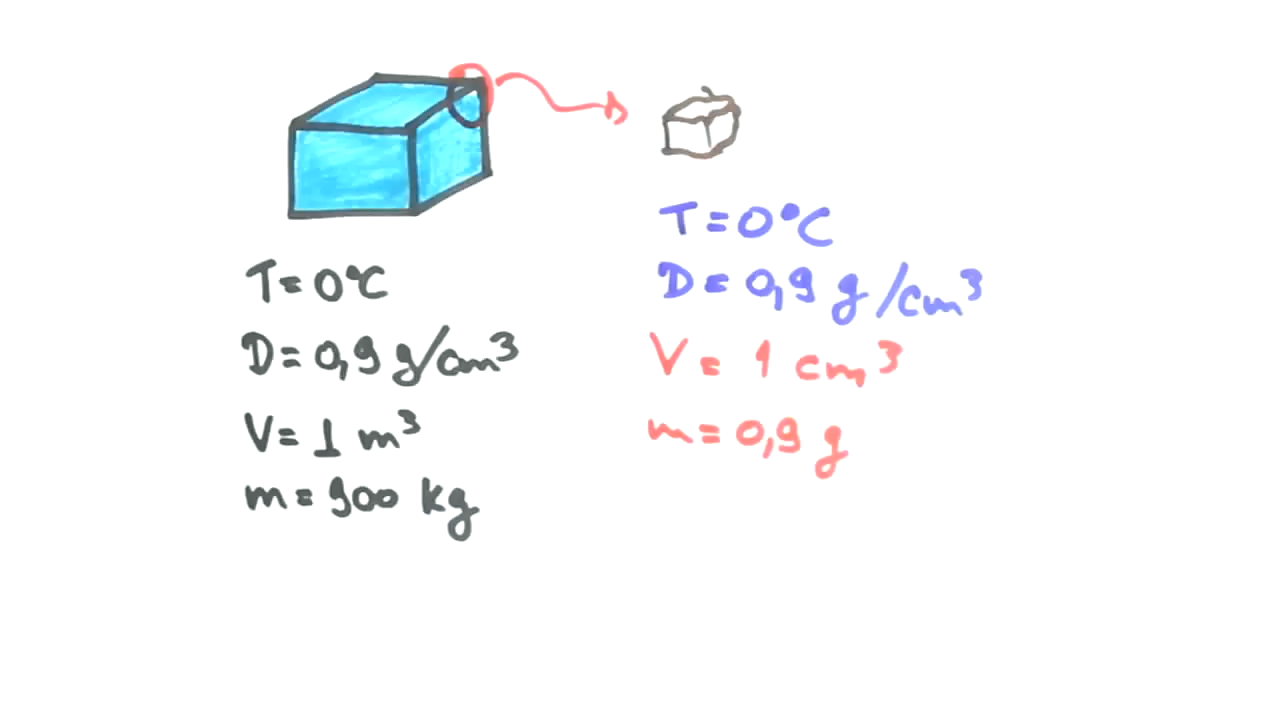 T = 0°C
D = 0,9 g/cm³
V = 1 m³
m = 900 kg
T = 0°C
D = 0,9 g/cm³
V = 1 cm³
m = 0,9 g